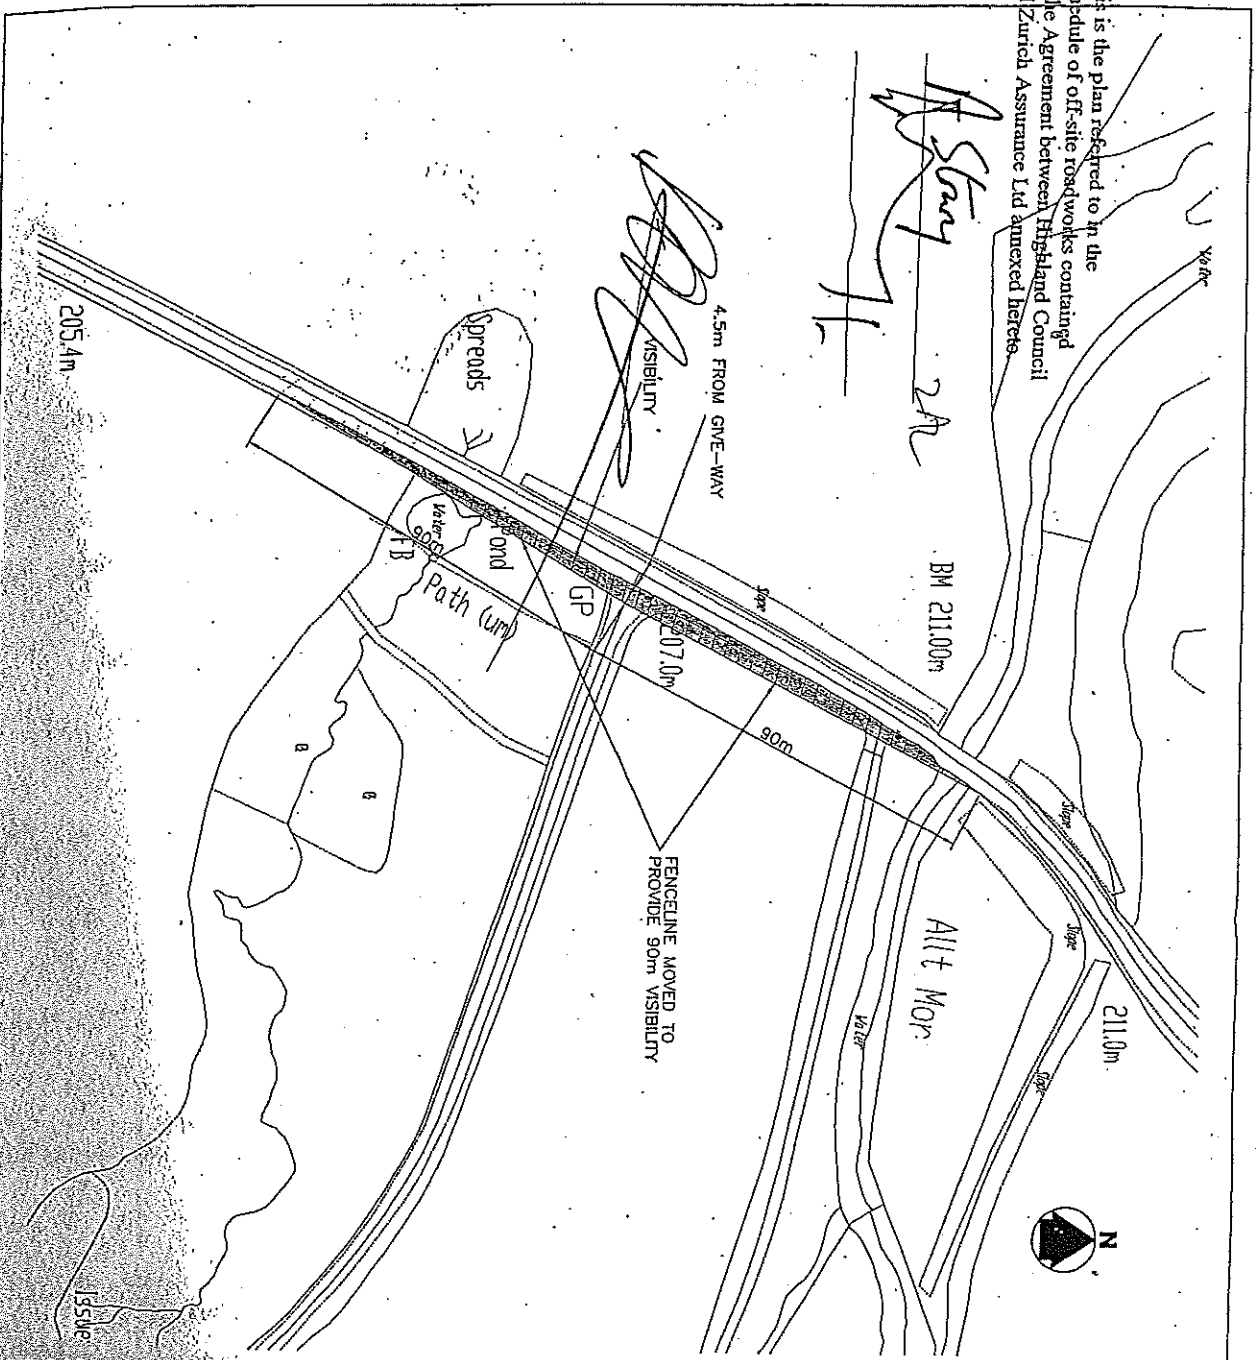 is is the plan referred to in the
edule of off-site roadworks contained
he Agreement between Highland Council
Zurich Assurance Ltd annexed hereto.
Water
N
211.0m
Slope
Slope
Slope
Allt Mor
Water
BM 211.00m
Slope
4.5m FROM GIVE-WAY
VISIBILITY
207.0m
90m
FENCELINE MOVED TO
PROVIDE 90m VISIBILITY
GP
Pond
Path (um)
Water
90m
FB
Spreads
205.4m
Issue